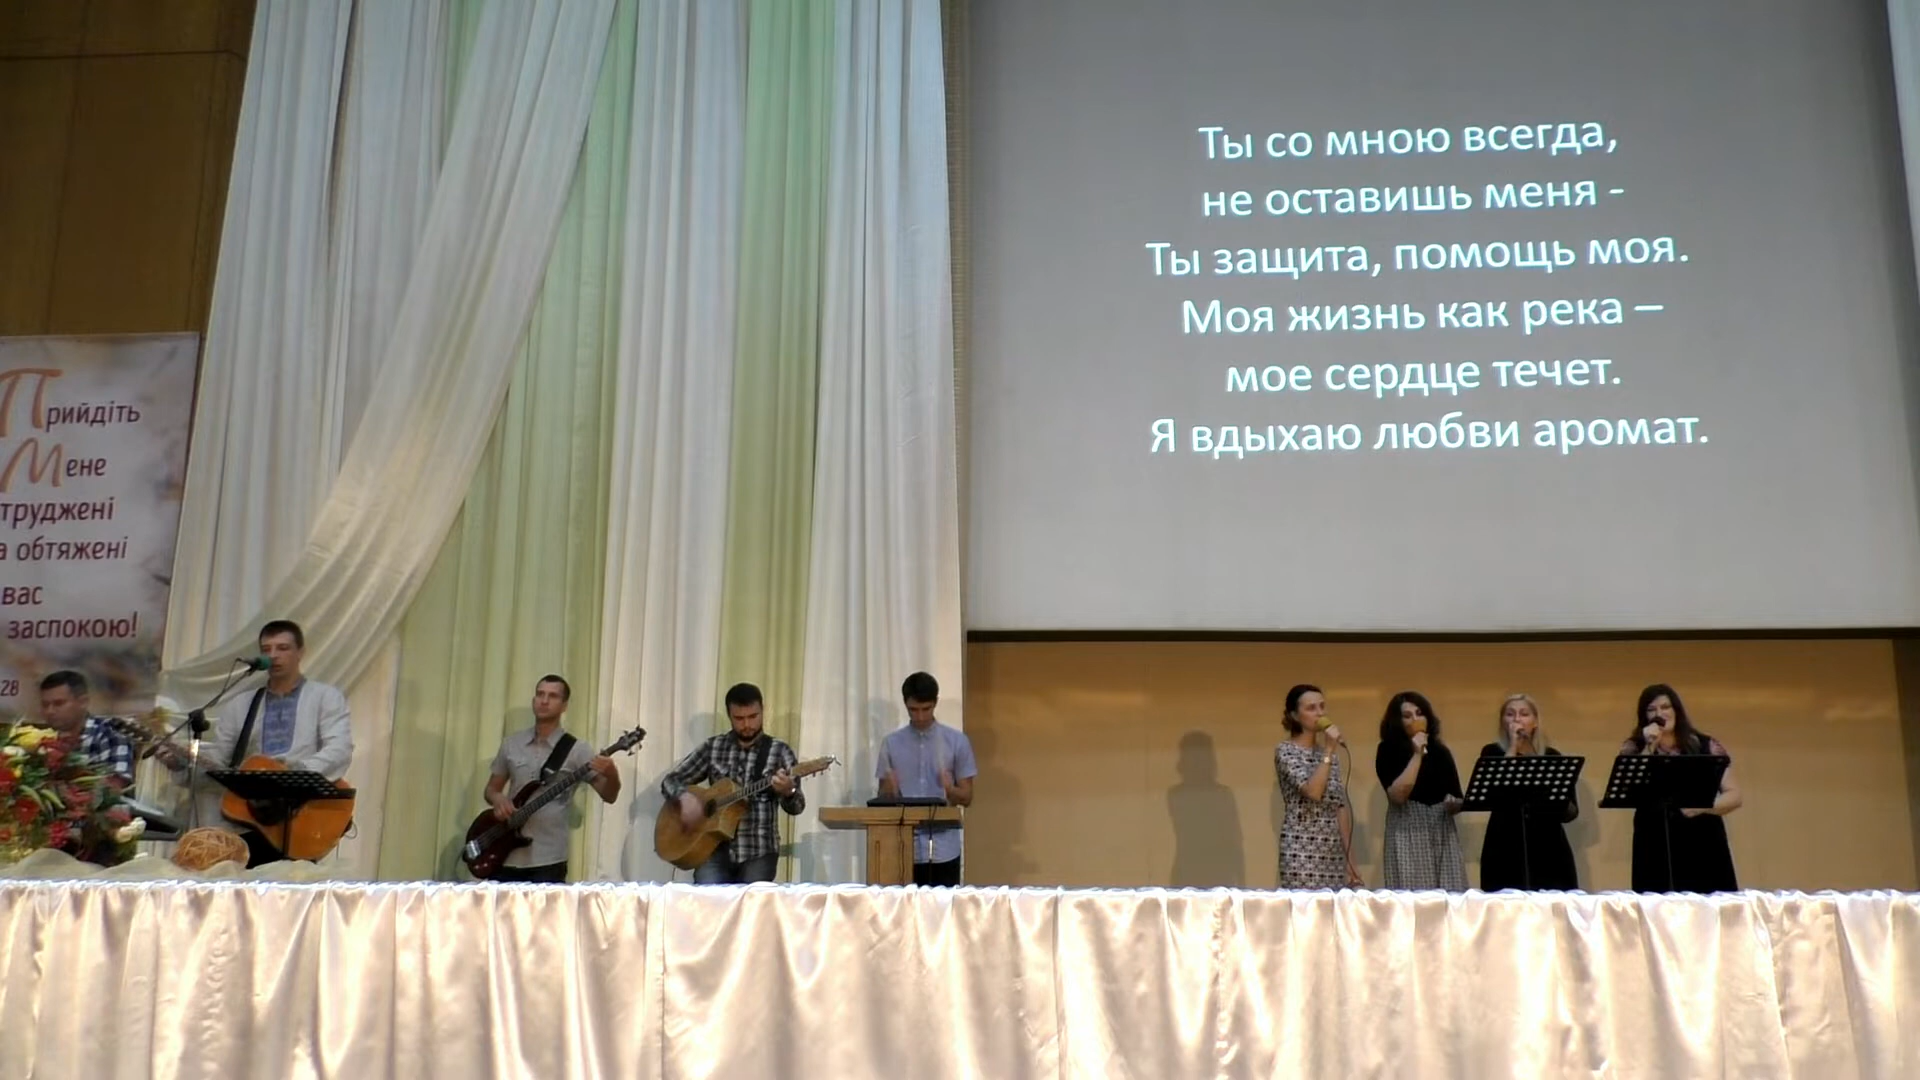 Ты со мною всегда,
не оставишь меня -
Ты защита, помощь моя.
Моя жизнь как река –
мое сердце течет.
Я вдыхаю любви аромат.
Прийдіть
Мене
труджені
обтяжені
вас
заспокою!
28